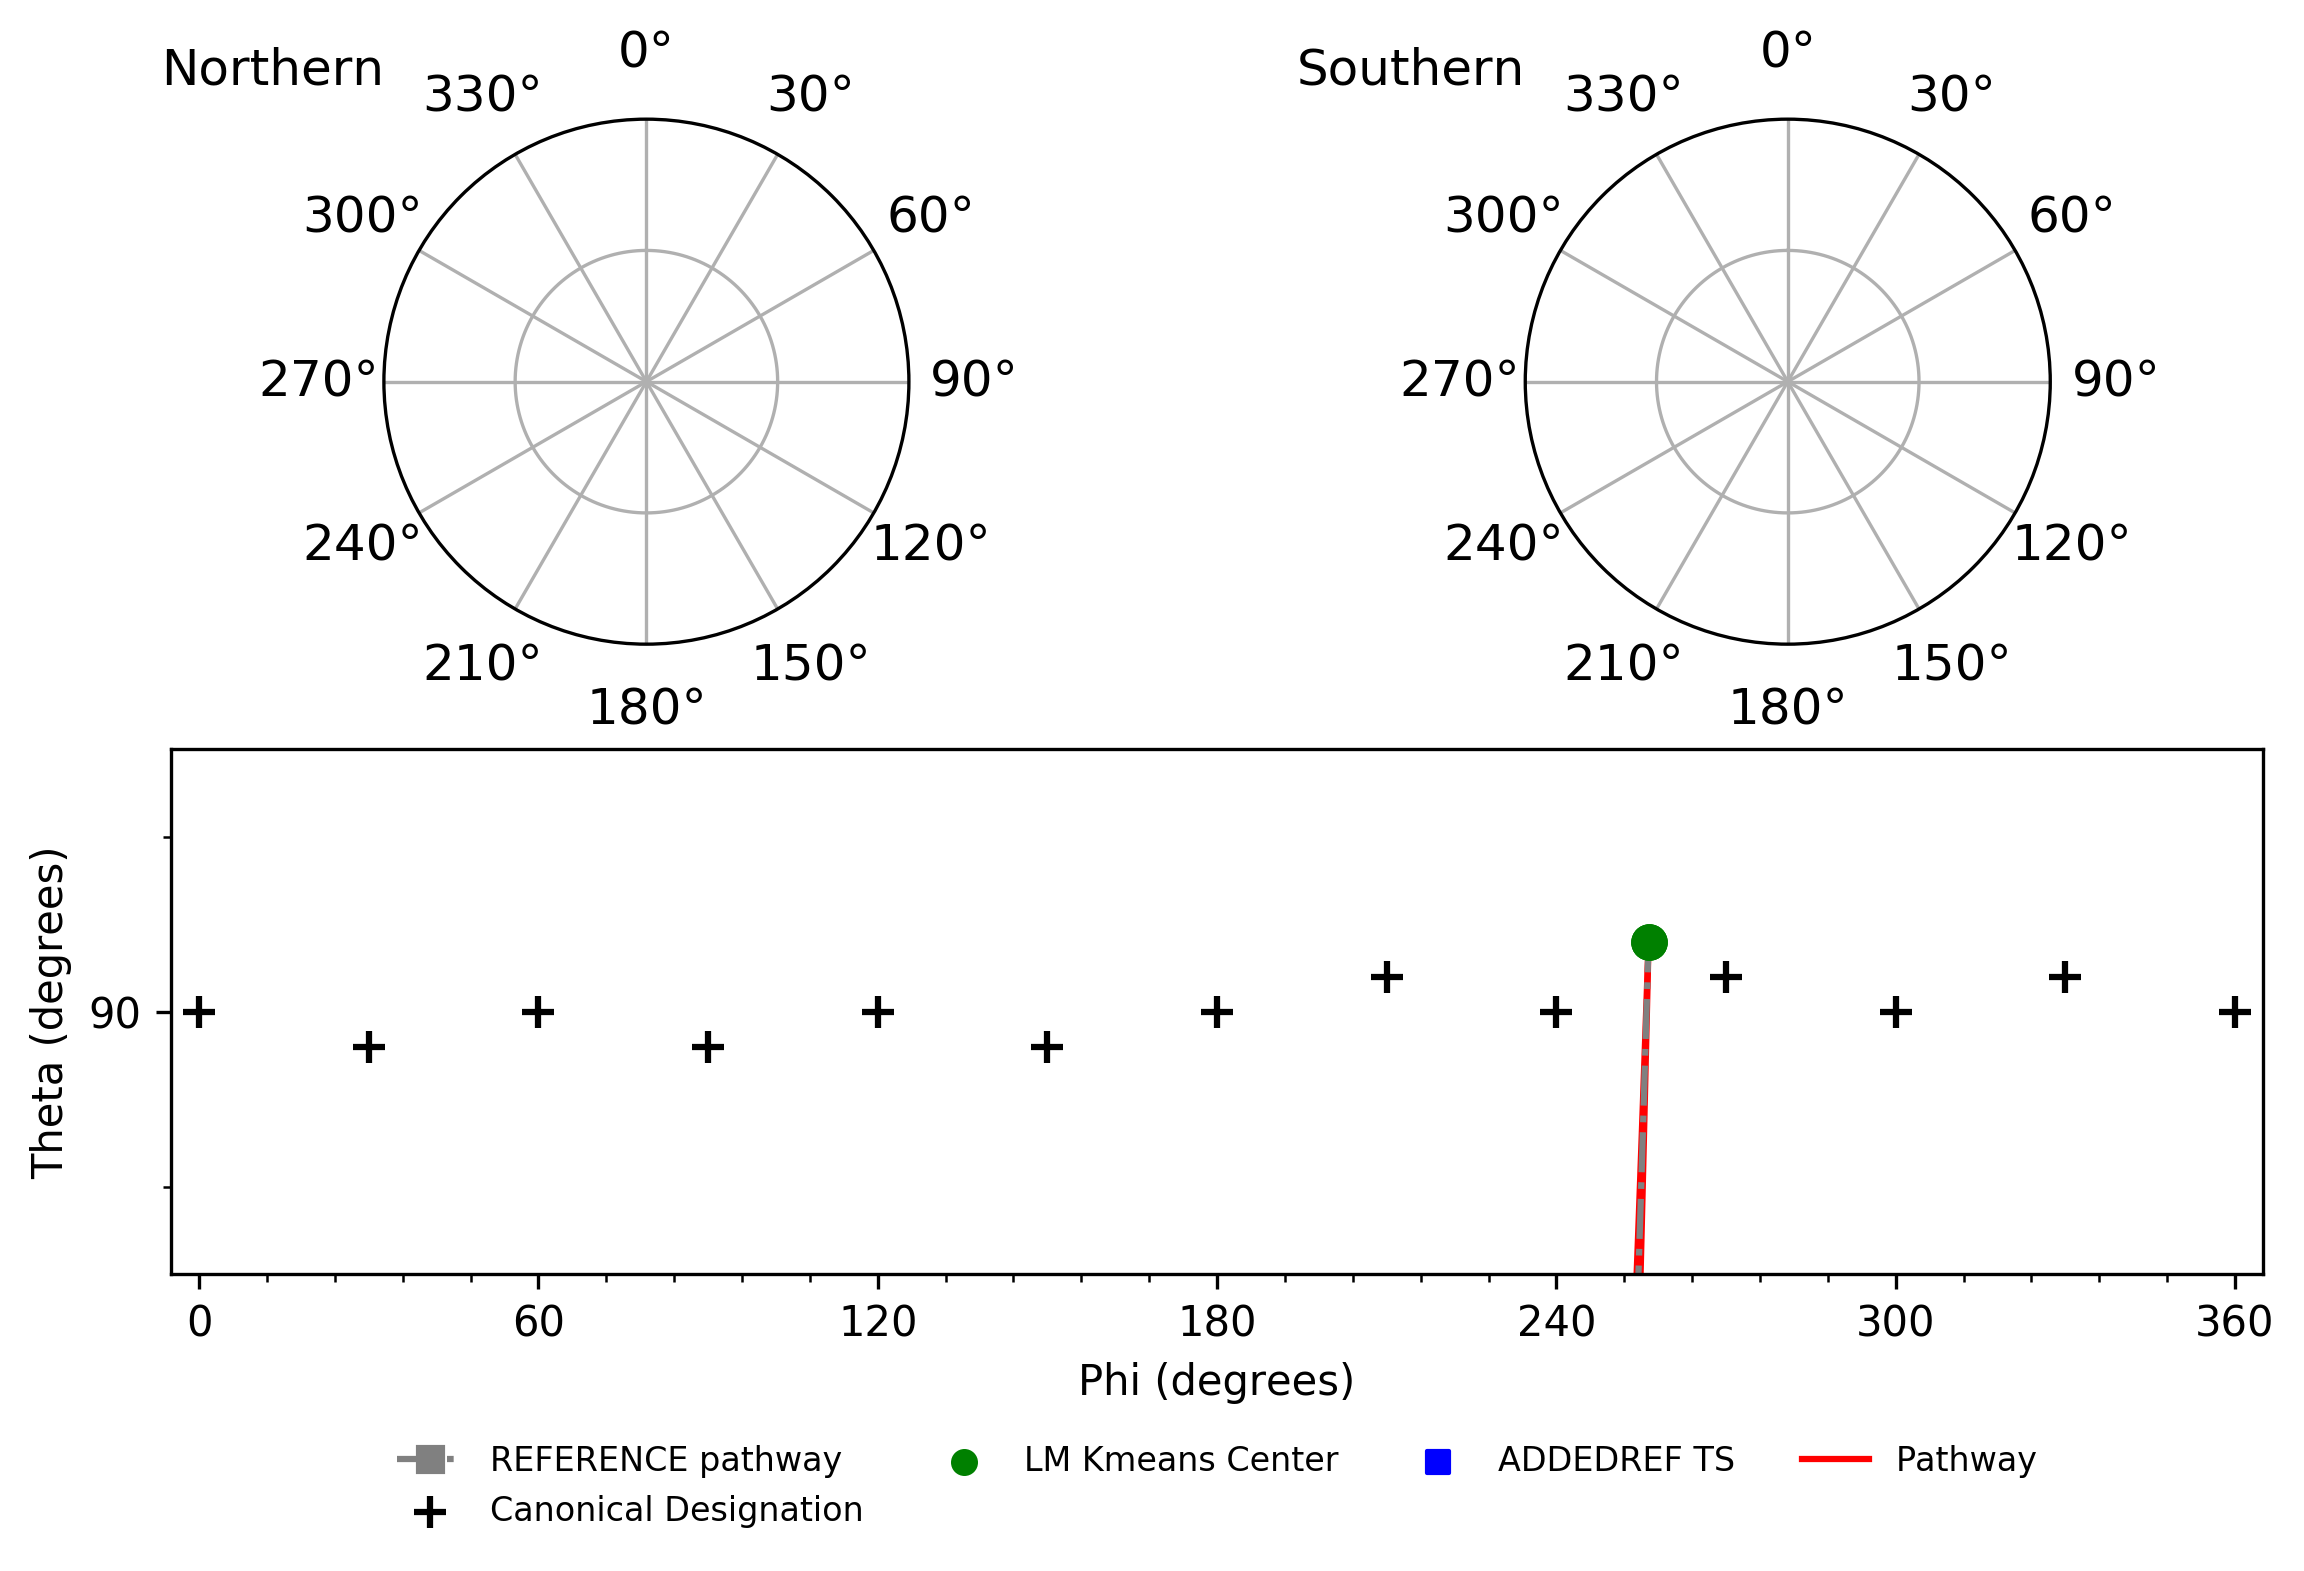 Northern
0°
30°
60°
90°
120°
150°
180°
210°
240°
270°
300°
330°
Southern
0°
30°
60°
90°
120°
150°
180°
210°
240°
270°
300°
330°
Theta (degrees)
90
0 60 120 180 240 300 360
Phi (degrees)
REFERENCE pathway
Canonical Designation
LM Kmeans Center
ADDEDREF TS
Pathway